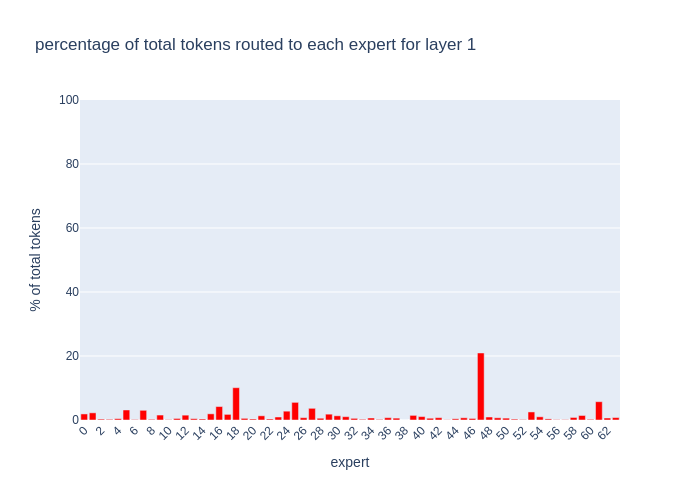 percentage of total tokens routed to each expert for layer 1
100
80
60
40
20
0
% of total tokens
0 2 4 6 8 10 12 14 16 18 20 22 24 26 28 30 32 34 36 38 40 42 44 46 48 50 52 54 56 58 60 62
expert